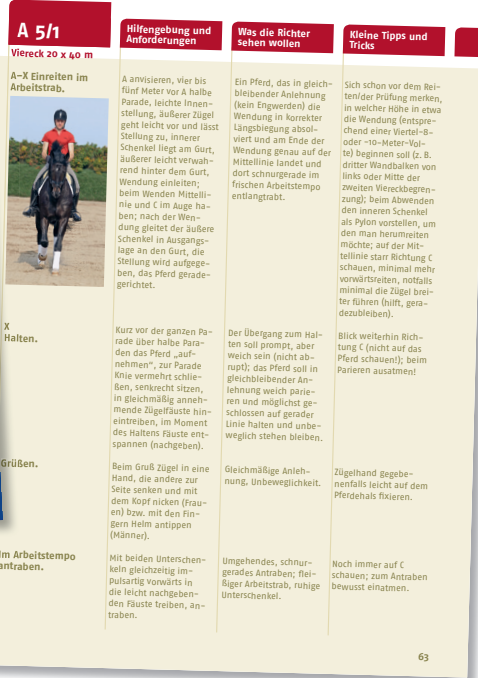 A 5/1
Viereck 20 x 40 m
Hilfengebung und
Anforderungen
Was die Richter
sehen wollen
Kleine Tipps und
Tricks
A–X Einreiten im
Arbeitstrab.
A anvisieren, vier bis
fünf Meter vor A halbe
Parade, leichte Innen-
stellung, äußerer Zügel
geht leicht vor und lässt
Stellung zu, innerer
Schenkel liegt am Gurt,
äußerer leicht verwah-
rend hinter dem Gurt,
Wendung einleiten;
beim Wenden Mittelli-
nie und C im Auge ha-
ben; nach der Wen-
dung gleitet der äußere
Schenkel in Ausgangs-
lage an den Gurt, die
Stellung wird aufgege-
ben, das Pferd gerade-
gerichtet.
Ein Pferd, das in gleich-
bleibender Anlehnung
(kein Engwerden) die
Wendung in korrekter
Längsbiegung absol-
viert und am Ende der
Wendung genau auf der
Mittellinie landet und
dort schnurgerade im
frischen Arbeitstempo
entlangtrabt.
Sich schon vor dem Rei-
ten/der Prüfung merken,
in welcher Höhe in etwa
die Wendung (entspre-
chend einer Viertel-8-
oder -10-Meter-Vol-
te) beginnen soll (z. B.
dritter Wandbalken von
links oder Mitte der
zweiten Viereckbegren-
zung); beim Abwenden
den inneren Schenkel
als Pylon vorstellen, um
den man herumreiten
möchte; auf der Mit-
tellinie starr Richtung C
schauen, minimal mehr
vorwärtsreiten, notfalls
minimal die Zügel brei-
ter führen (hilft, gera-
dezubleiben).
X
Halten.
Kurz vor der ganzen Pa-
rade über halbe Para-
den das Pferd „auf-
nehmen“, zur Parade
Knie vermehrt schlie-
ßen, senkrecht sitzen,
in gleichmäßig anneh-
mende Zügelfäuste hin-
eintreiben, im Moment
des Haltens Fäuste ent-
spannen (nachgeben).
Der Übergang zum Hal-
ten soll prompt, aber
weich sein (nicht ab-
rupt); das Pferd soll in
gleichbleibender An-
lehnung weich parie-
ren und möglichst ge-
schlossen auf gerader
Linie halten und unbe-
weglich stehen bleiben.
Blick weiterhin Rich-
tung C (nicht auf das
Pferd schauen!); beim
Parieren ausatmen!
Grüßen.
Beim Gruß Zügel in eine
Hand, die andere zur
Seite senken und mit
dem Kopf nicken (Frau-
en) bzw. mit den Fin-
gern Helm antippen
(Männer).
Gleichmäßige Anleh-
nung, Unbeweglichkeit.
Zügelhand gegebe-
nenfalls leicht auf dem
Pferdehals fixieren.
Im Arbeitstempo
antraben.
Mit beiden Unterschen-
keln gleichzeitig im-
pulsartig vorwärts in
die leicht nachgeben-
den Fäuste treiben, an-
traben.
Umgehendes, schnur-
gerades Antraben; flei-
ßiger Arbeitstrab, ruhige
Unterschenkel.
Noch immer auf C
schauen; zum Antraben
bewusst einatmen.
63